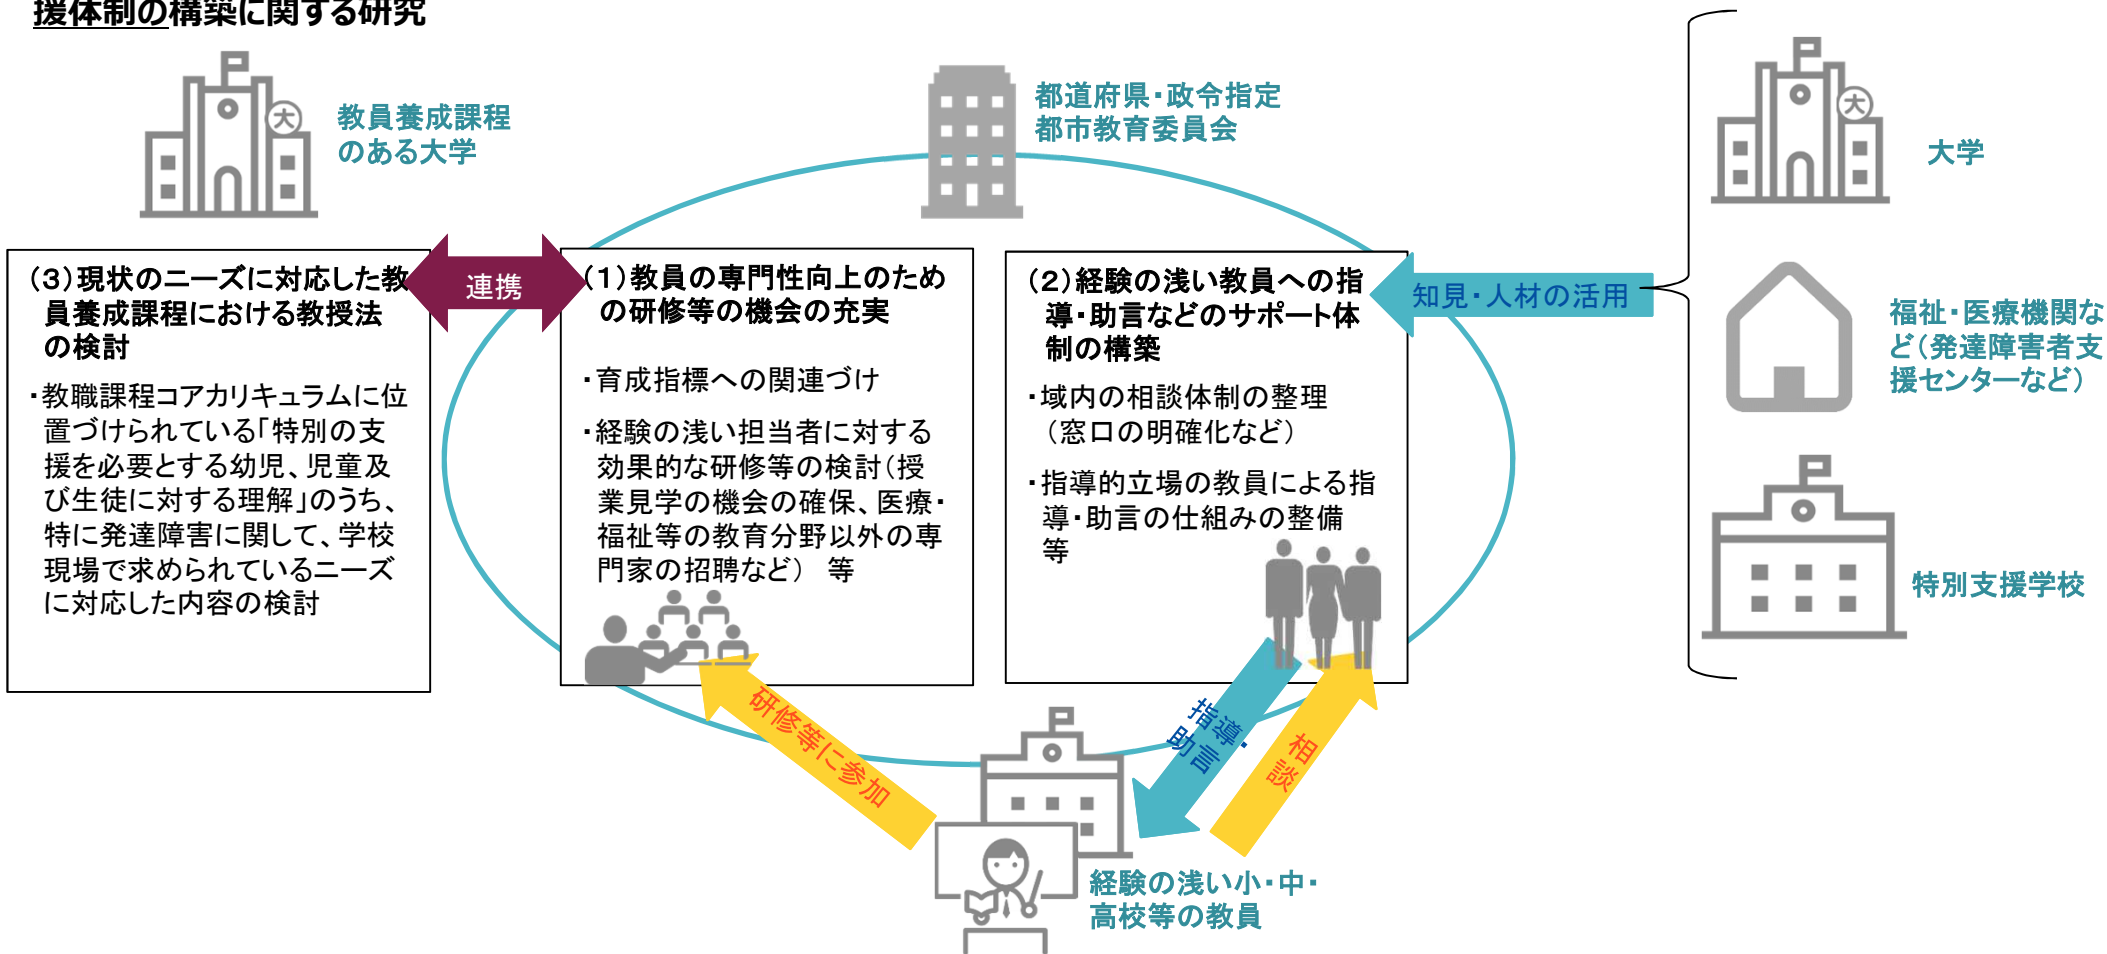 援体制の構築に関する研究
教員養成課程
のある大学
都道府県・政令指定
都市教育委員会
大
大
大学
(3)現状のニーズに対応した教
員養成課程における教授法
の検討
・教職課程コアカリキュラムに位
置づけられている「特別の支
援を必要とする幼児、児童及
び生徒に対する理解」のうち、
特に発達障害に関して、学校
現場で求められているニーズ
に対応した内容の検討
連携
(1)教員の専門性向上のため
の研修等の機会の充実
・育成指標への関連づけ
・経験の浅い担当者に対する
効果的な研修等の検討(授
業見学の機会の確保、医療・
福祉等の教育分野以外の専
門家の招聘など) 等
(2)経験の浅い教員への指
導・助言などのサポート体
制の構築
・域内の相談体制の整理
(窓口の明確化など)
・指導的立場の教員による指
導・助言の仕組みの整備
等
知見・人材の活用
福祉・医療機関な
ど(発達障害者支
援センターなど)
特別支援学校
研修等に参加
指導・
助言
相
談
経験の浅い小・中・
高校等の教員